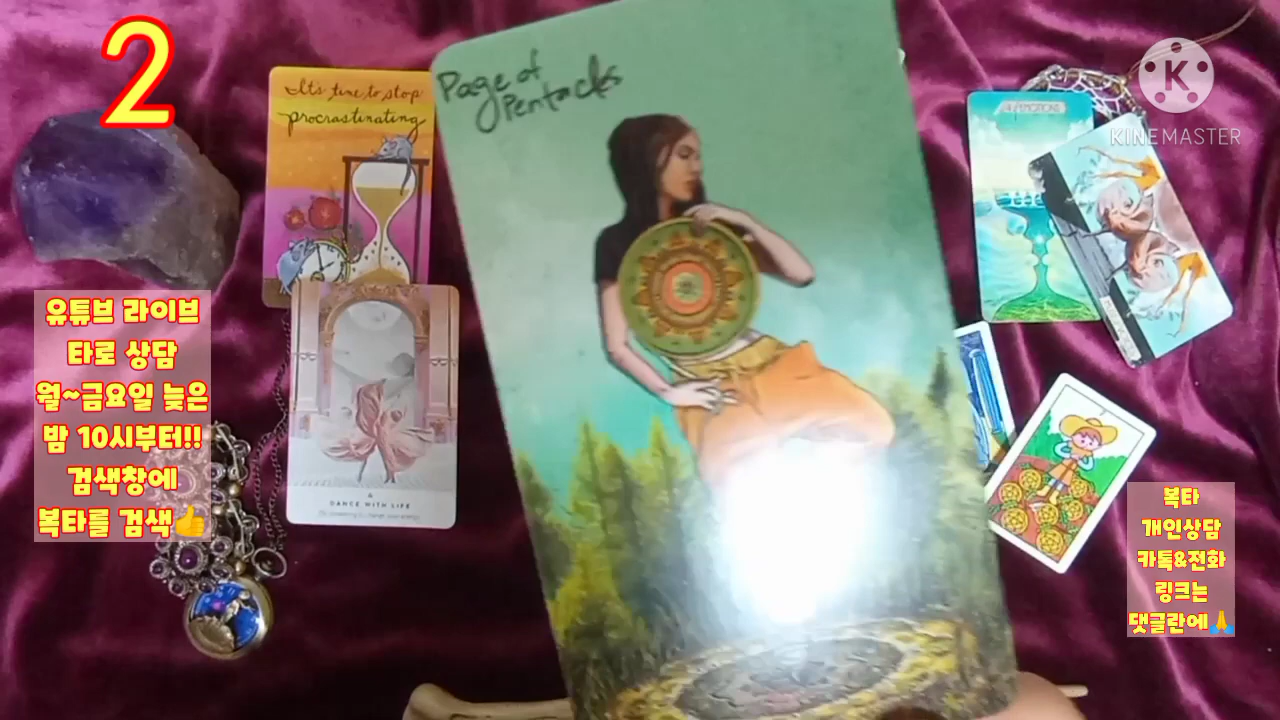 2
It's time to stop
procrastinating
Page of
Pentacles
KINEMASTER
유튜브 라이브
타로 상담
월~금요일 늦은
밤 10시부터!!
검색창에
복타를 검색👍
DANCE WITH LIFE
복타
개인상담
카톡&전화
링크는
댓글란에🙏